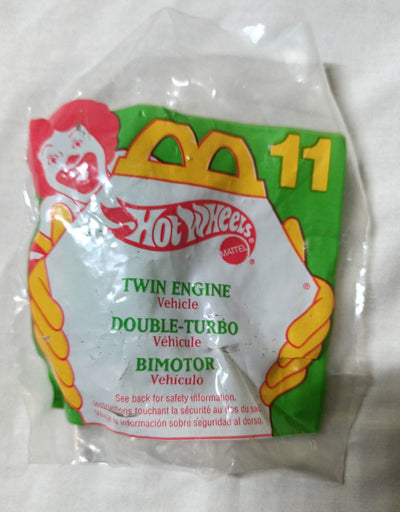 11
Hot Wheels
MATTEL
®
TWIN ENGINE
Vehicle
DOUBLE-TURBO
Véhicule
BIMOTOR
Vehículo
See back for safety information.
Instructions touchant la sécurité au dos du sac
la información sobre seguridad al dorso.